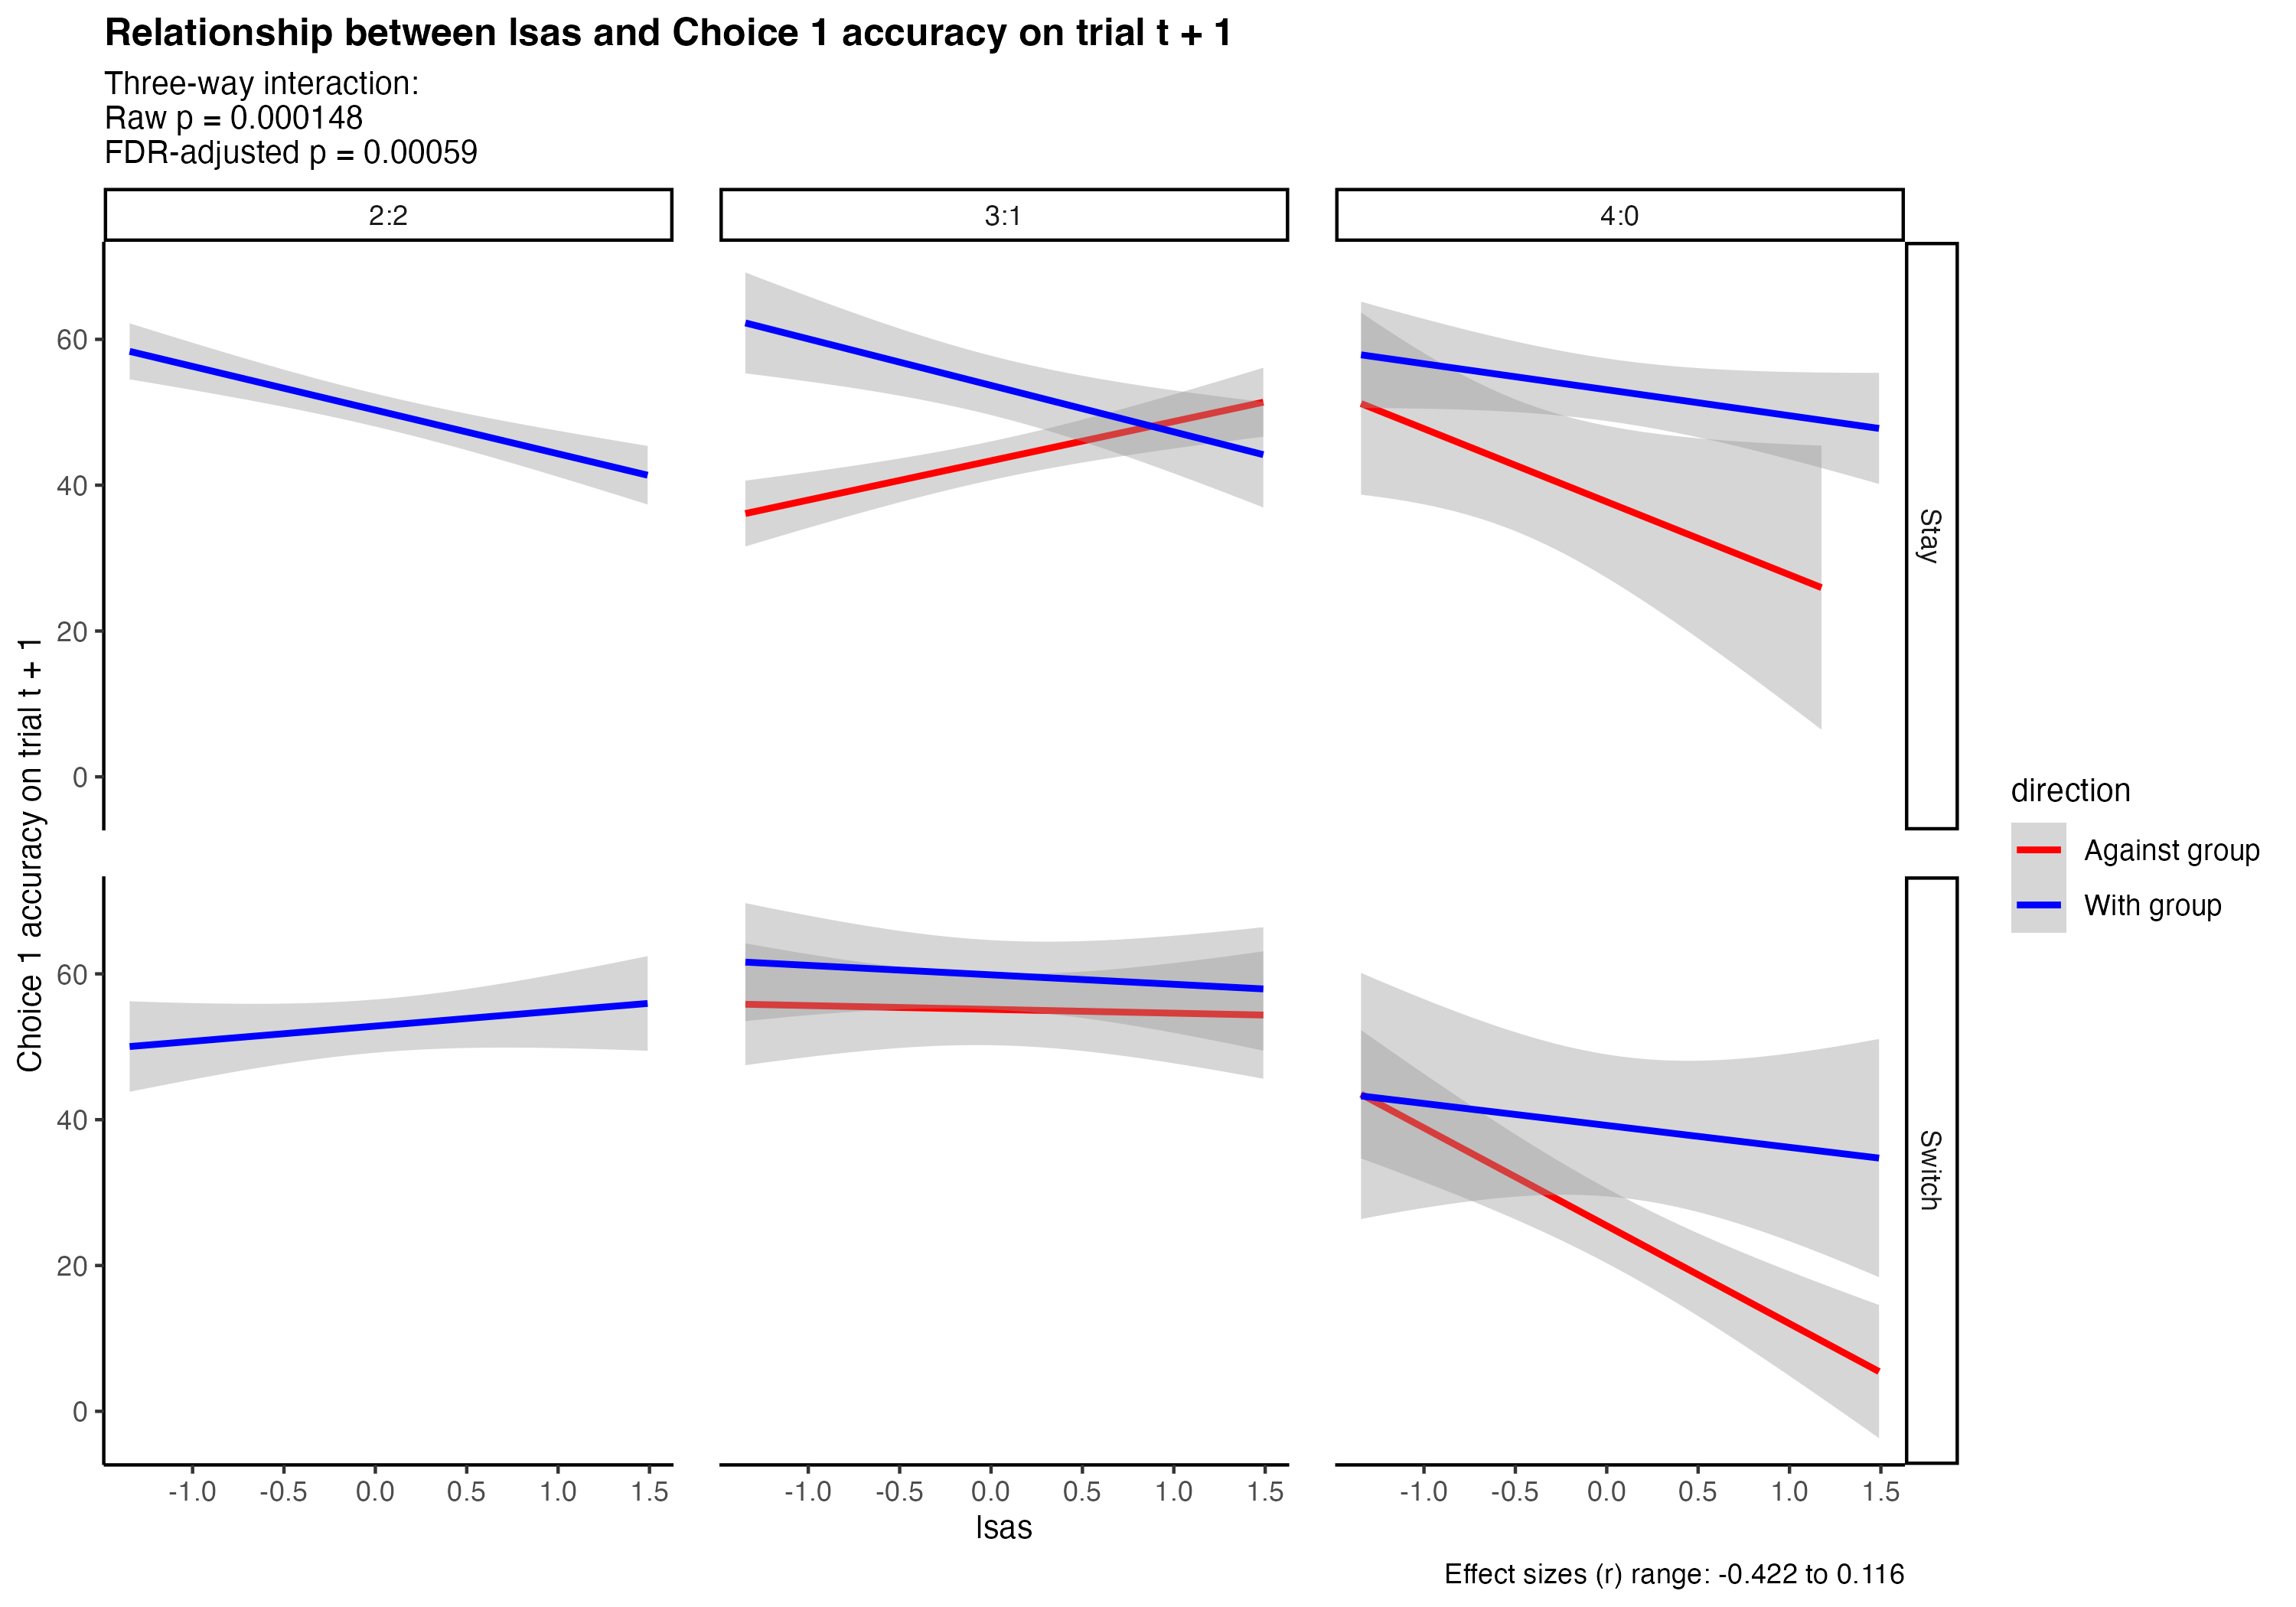 Relationship between lsas and Choice 1 accuracy on trial t + 1
Three-way interaction:
Raw p = 0.000148
FDR-adjusted p = 0.00059
2:2
3:1
4:0
Choice 1 accuracy on trial t + 1
60
40
20
0
Stay
60
40
20
0
Switch
-1.0 -0.5 0.0 0.5 1.0 1.5
-1.0 -0.5 0.0 0.5 1.0 1.5
-1.0 -0.5 0.0 0.5 1.0 1.5
lsas
direction
Against group
With group
Effect sizes (r) range: -0.422 to 0.116